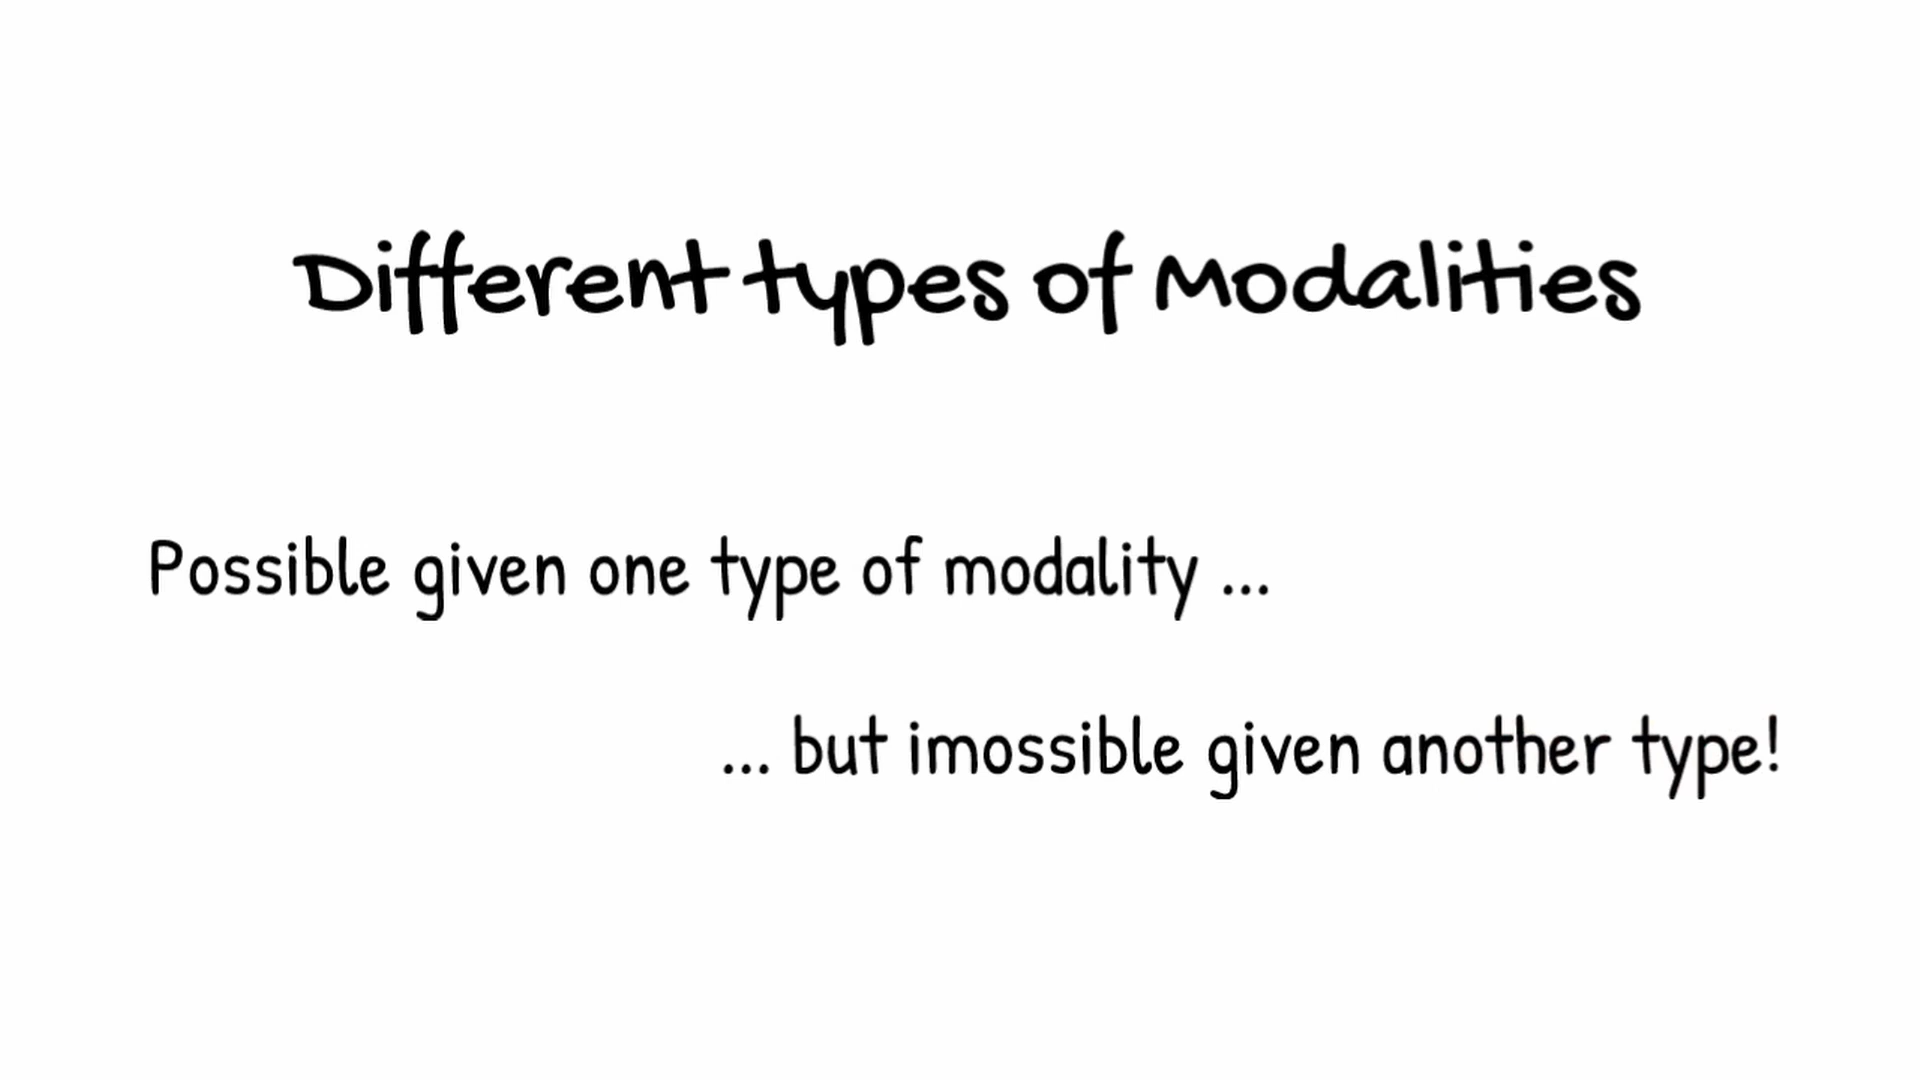 Different types of Modalities
Possible given one type of modality ...
... but imossible given another type!